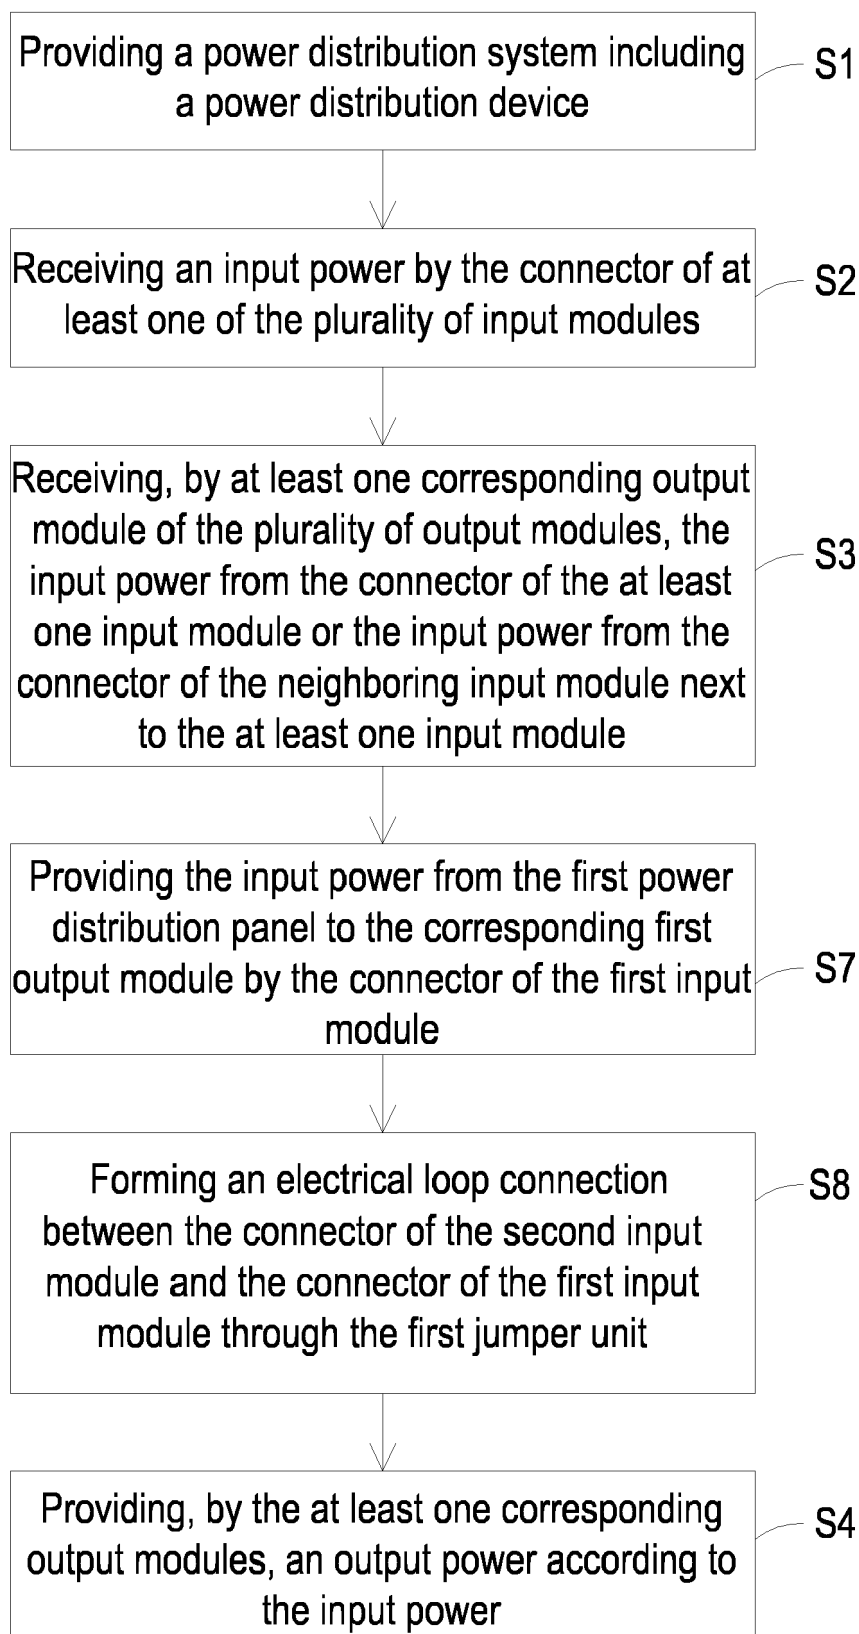 Providing a power distribution system including
a power distribution device
S1
Receiving an input power by the connector of at
least one of the plurality of input modules
S2
Receiving, by at least one corresponding output
module of the plurality of output modules, the
input power from the connector of the at least
one input module or the input power from the
connector of the neighboring input module next
to the at least one input module
S3
Providing the input power from the first power
distribution panel to the corresponding first
output module by the connector of the first input
module
S7
Forming an electrical loop connection
between the connector of the second input
module and the connector of the first input
module through the first jumper unit
S8
Providing, by the at least one corresponding
output modules, an output power according to
the input power
S4